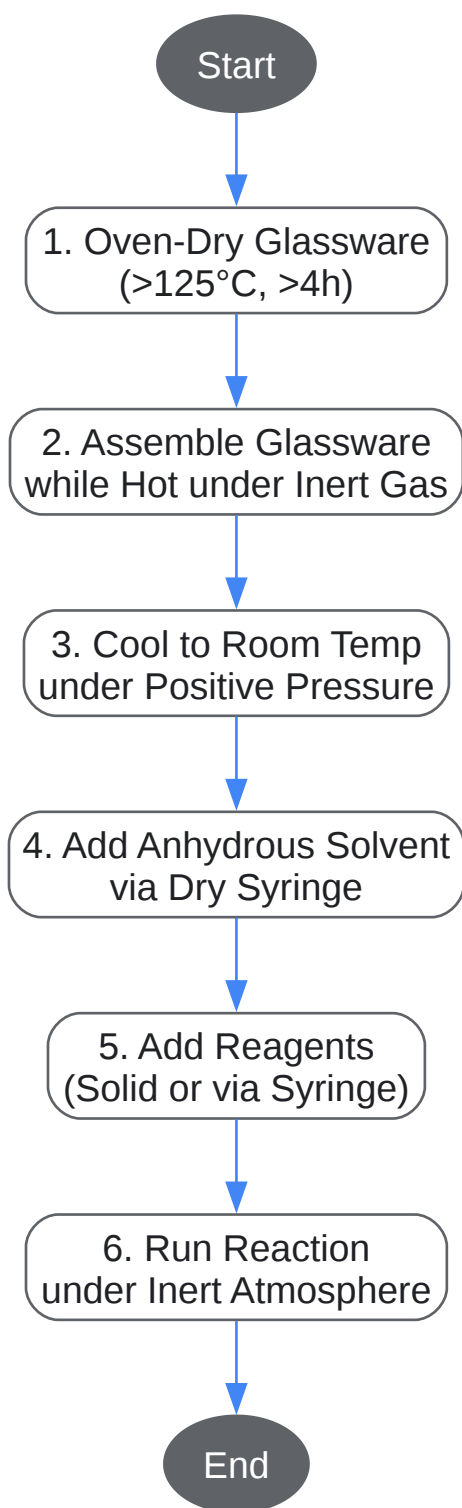 Start
1. Oven-Dry Glassware
(>125°C, >4h)
2. Assemble Glassware
while Hot under Inert Gas
3. Cool to Room Temp
under Positive Pressure
4. Add Anhydrous Solvent
via Dry Syringe
5. Add Reagents
(Solid or via Syringe)
6. Run Reaction
under Inert Atmosphere
End